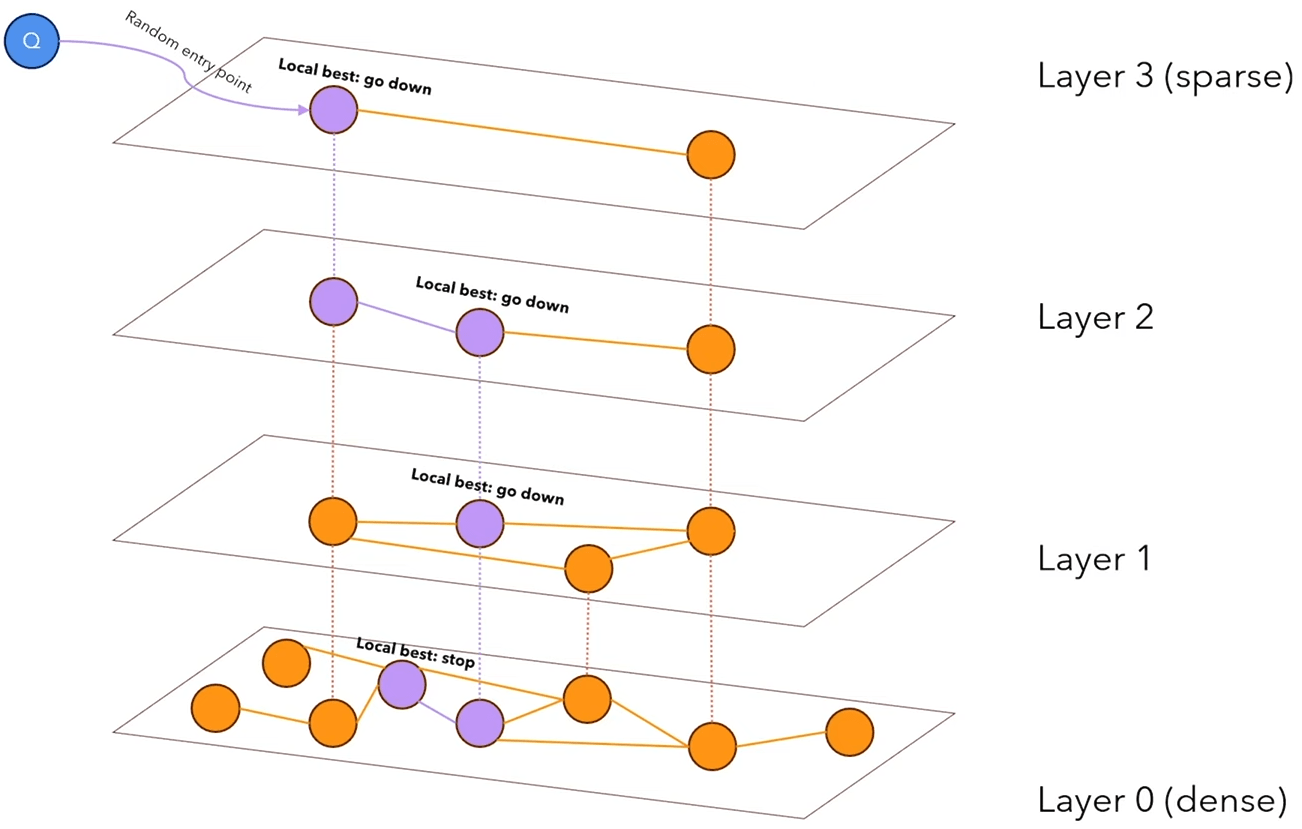 Q
Random entry point
Local best: go down
Layer 3 (sparse)
Local best: go down
Layer 2
Local best: go down
Layer 1
Local best: stop
Layer 0 (dense)